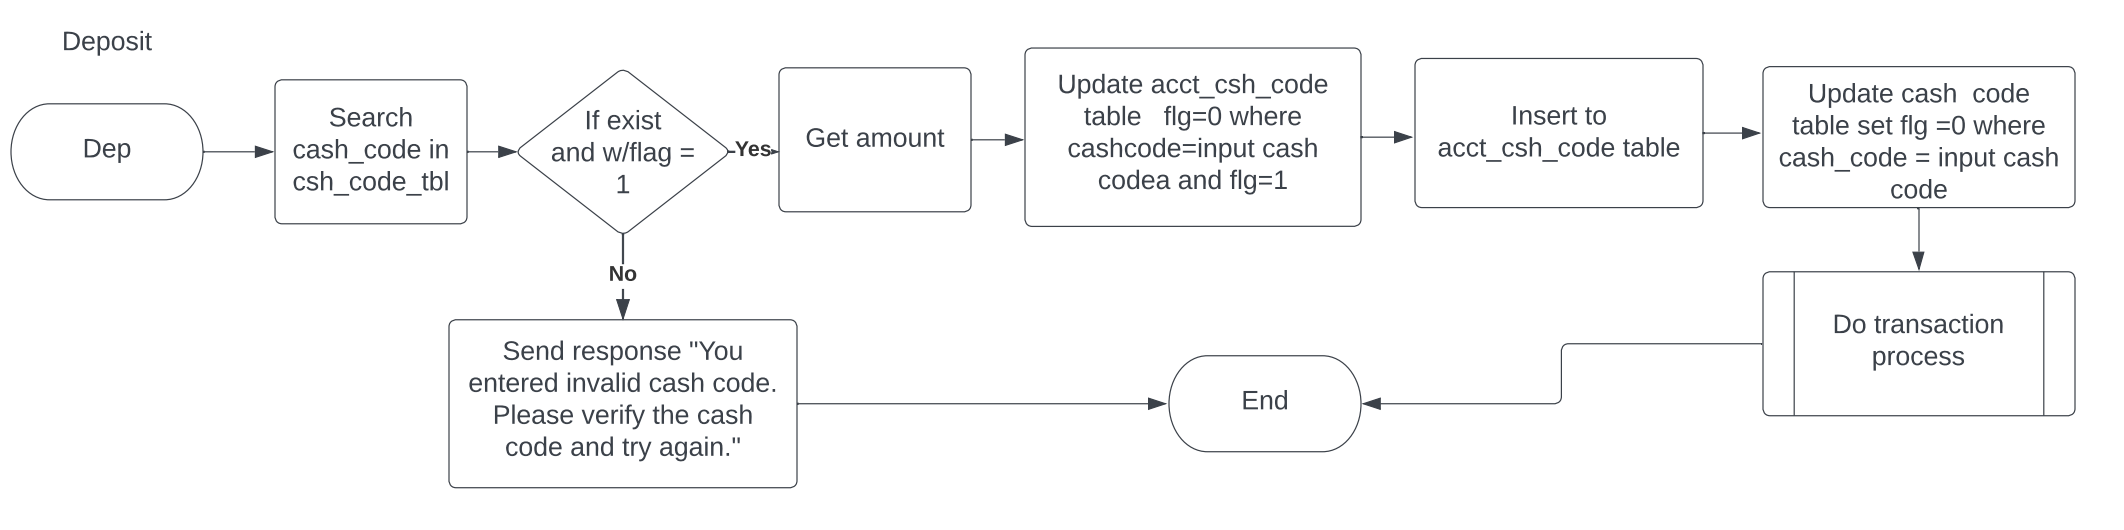 Deposit
Dep
Search
cash_code in
csh_code_tbl
If exist
and w/flag =
1
Yes
No
Get amount
Update acct_csh_code
table   flg=0 where
cashcode=input cash
codea and flg=1
Insert to
acct_csh_code table
Update cash  code
table set flg =0 where
cash_code = input cash
code
Do transaction
process
Send response "You
entered invalid cash code.
Please verify the cash
code and try again."
End